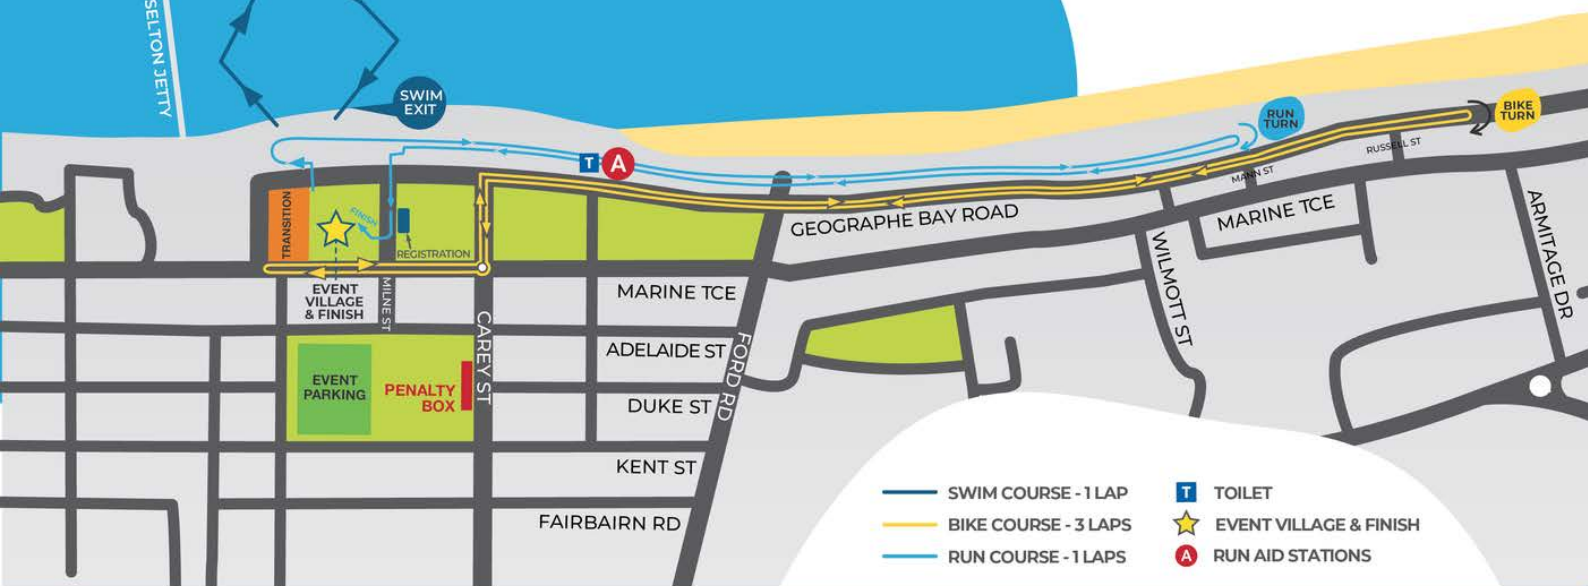 SELTON JETTY
SWIM
EXIT
RUN
TURN
BIKE
TURN
T
A
RUSSELL ST
MANN ST
TRANSITION
FINISH
REGISTRATION
GEOGRAPHE BAY ROAD
MARINE TCE
ARMITAGE DR
WILMOTT ST
EVENT
VILLAGE
& FINISH
MILNE ST
CAREY ST
MARINE TCE
ADELAIDE ST
FORD RD
DUKE ST
KENT ST
FAIRBAIRN RD
EVENT
PARKING
PENALTY
BOX
SWIM COURSE - 1 LAP
BIKE COURSE - 3 LAPS
RUN COURSE - 1 LAPS
T TOILET
EVENT VILLAGE & FINISH
A RUN AID STATIONS